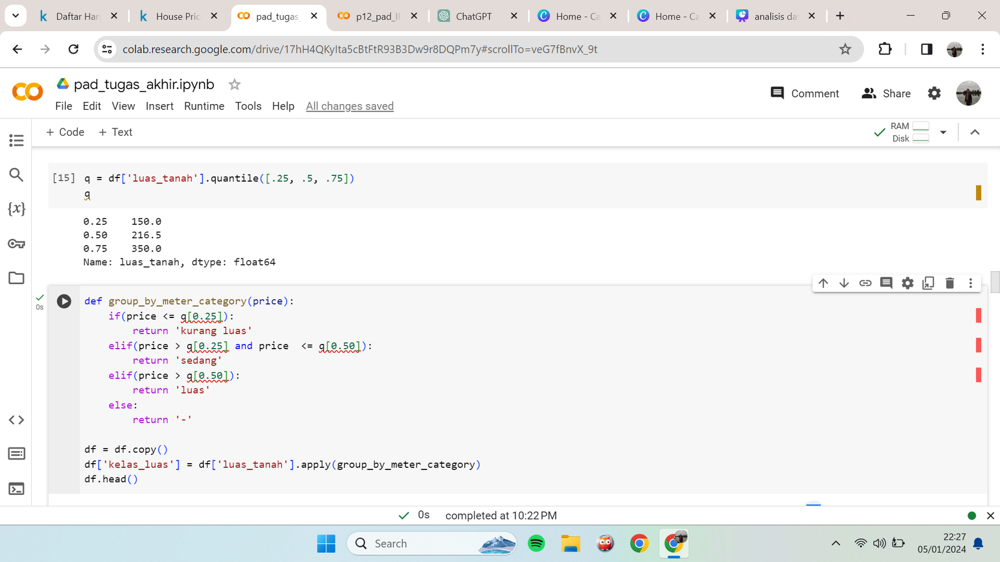 Daftar Harg
House Pric
pad_tugas_
p12_pad_IF
ChatGPT
Home - Ca
Home - Ca
analisis da
colab.research.google.com/drive/17hH4QKyIta5cBtFtR93B3Dw9r8DQPm7y#scrollTo=veG7fBnvX_9t
pad_tugas_akhir.ipynb
Comment
Share
File Edit View Insert Runtime Tools Help All changes saved
+ Code + Text
RAM
Disk
[15] q = df['luas_tanah'].quantile([.25, .5, .75])
q
0.25 150.0
0.50 216.5
0.75 350.0
Name: luas_tanah, dtype: float64
0s
def group_by_meter_category(price):
if(price <= q[0.25]):
return 'kurang luas'
elif(price > q[0.25] and price <= q[0.50]):
return 'sedang'
elif(price > q[0.50]):
return 'luas'
else:
return '-'
df = df.copy()
df['kelas_luas'] = df['luas_tanah'].apply(group_by_meter_category)
df.head()
0s completed at 10:22 PM
Search
22:27
05/01/2024